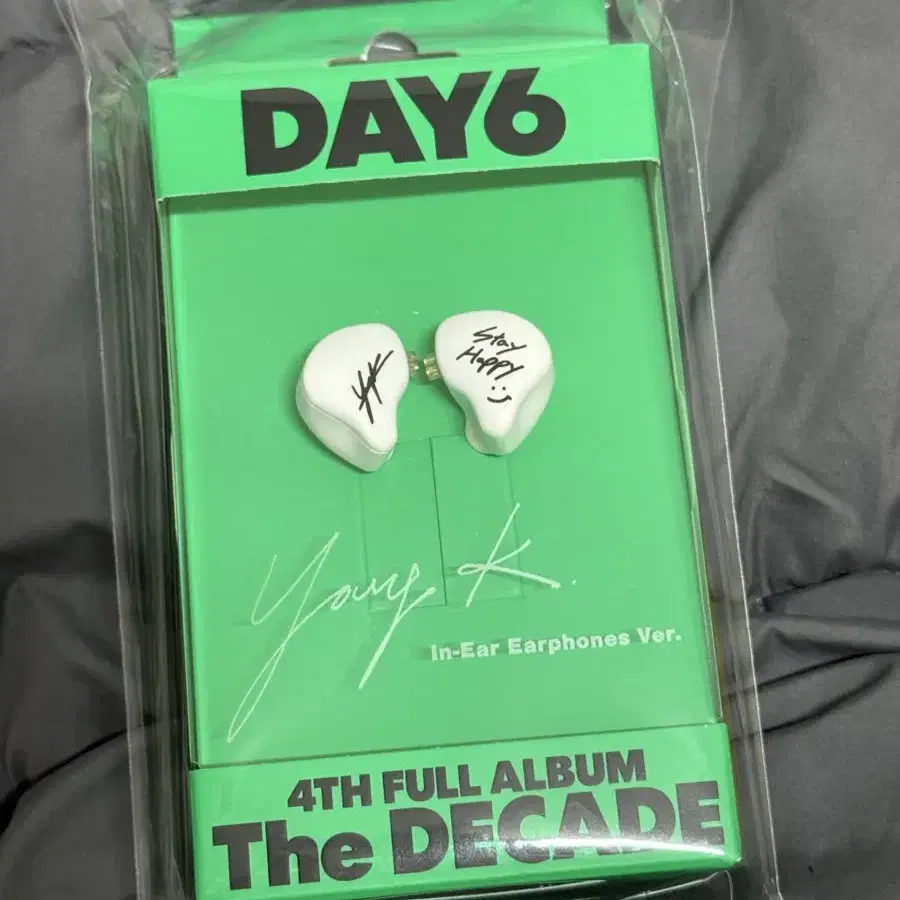 DAY6
Stay
Happy
:)
Young K.
In-Ear Earphones Ver.
4TH FULL ALBUM
The DECADE